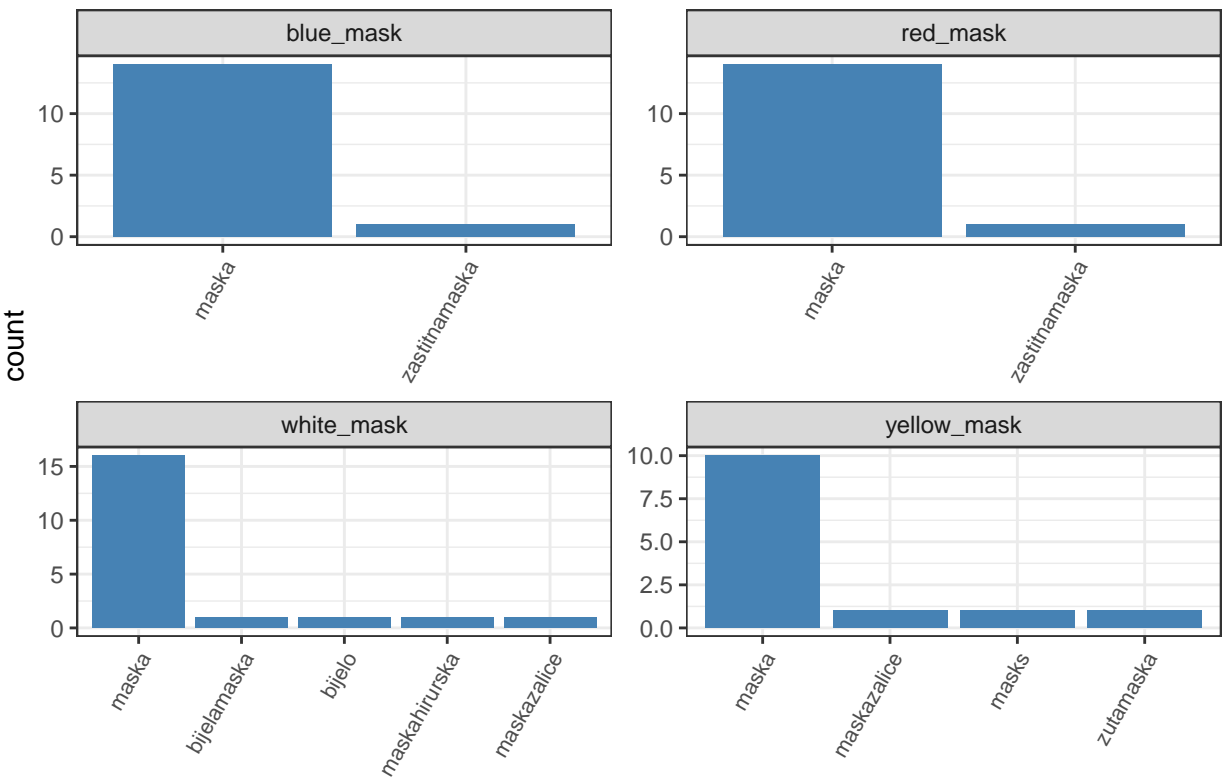 blue_mask
red_mask
10
5
0
10
5
0
maska
zastitnamaska
maska
zastitnamaska
count
white_mask
yellow_mask
15
10
5
0
10.0
7.5
5.0
2.5
0.0
maska
bijelamaska
bijelo
maskahirurska
maskazalice
maska
maskazalice
masks
zutamaska